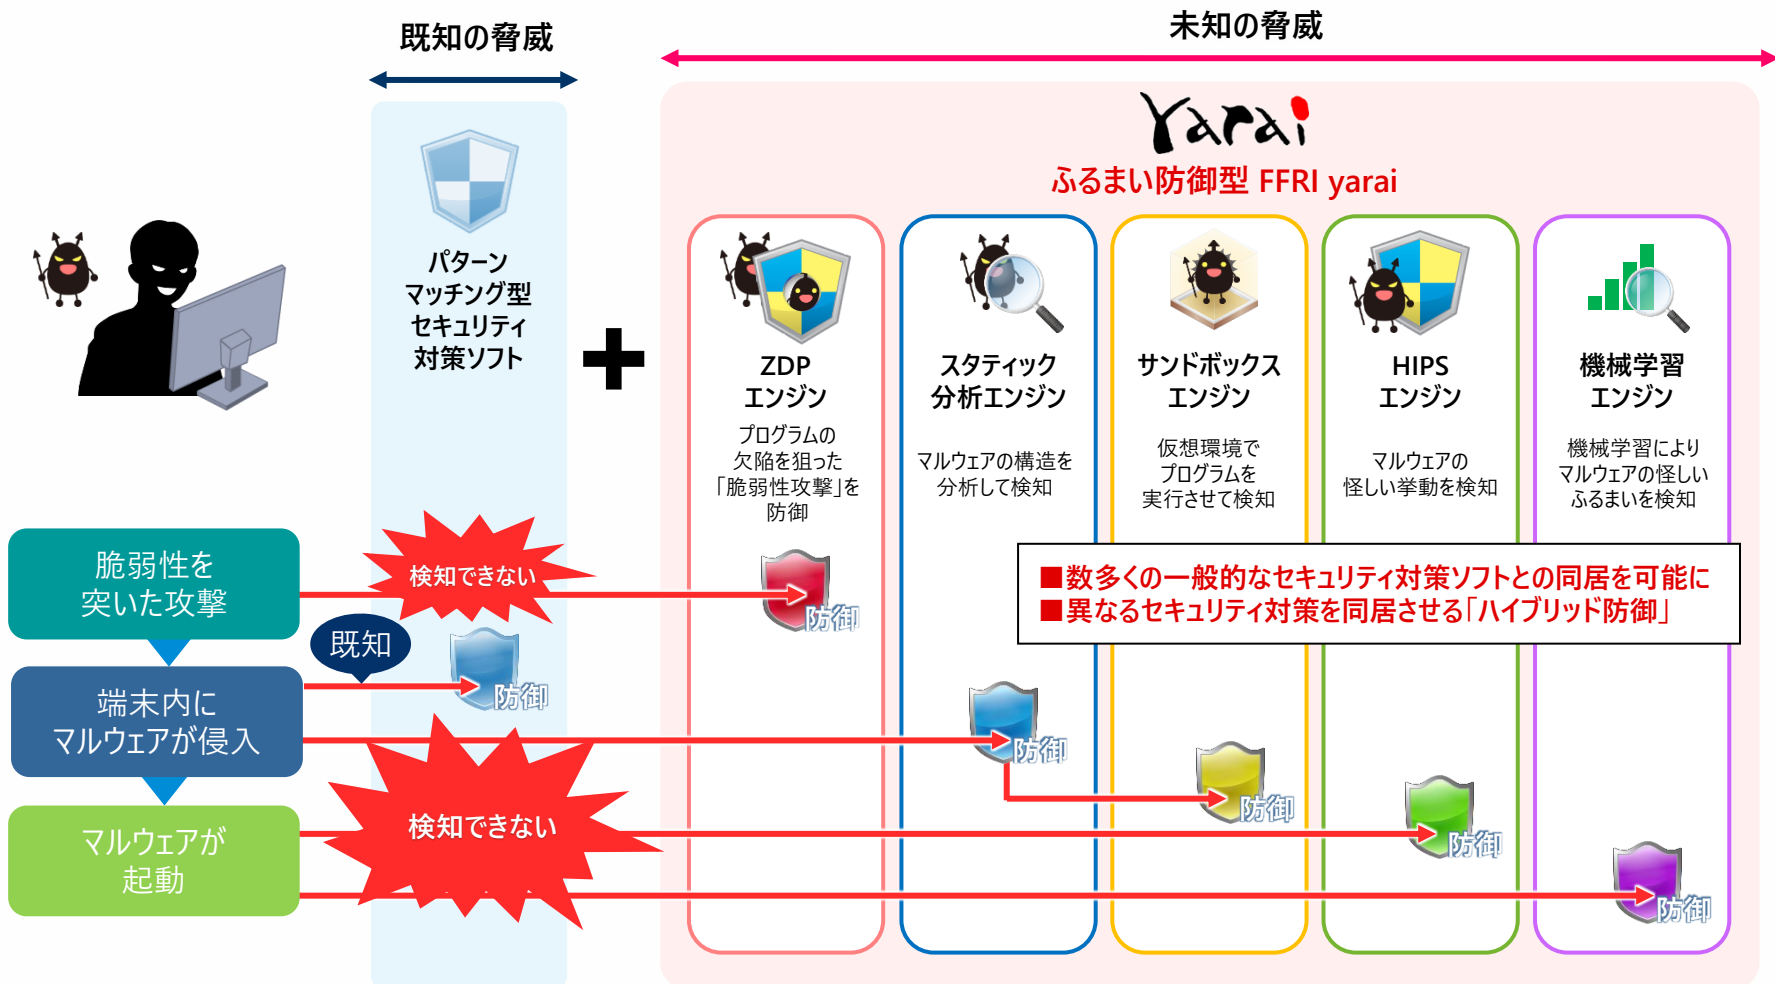 既知の脅威
未知の脅威
yarai
ふるまい防御型 FFRI yarai
パターン
マッチング型
セキュリティ
対策ソフト
ZDP
エンジン
プログラムの
欠陥を狙った
「脆弱性攻撃」を
防御
スタティック
分析エンジン
マルウェアの構造を
分析して検知
サンドボックス
エンジン
仮想環境で
プログラムを
実行させて検知
HIPS
エンジン
マルウェアの
怪しい挙動を検知
機械学習
エンジン
機械学習により
マルウェアの怪しい
ふるまいを検知
脆弱性を
突いた攻撃
検知できない
防御
■数多くの一般的なセキュリティ対策ソフトとの同居を可能に
■異なるセキュリティ対策を同居させる「ハイブリッド防御」
既知
防御
端末内に
マルウェアが侵入
防御
防御
マルウェアが
起動
検知できない
防御
防御